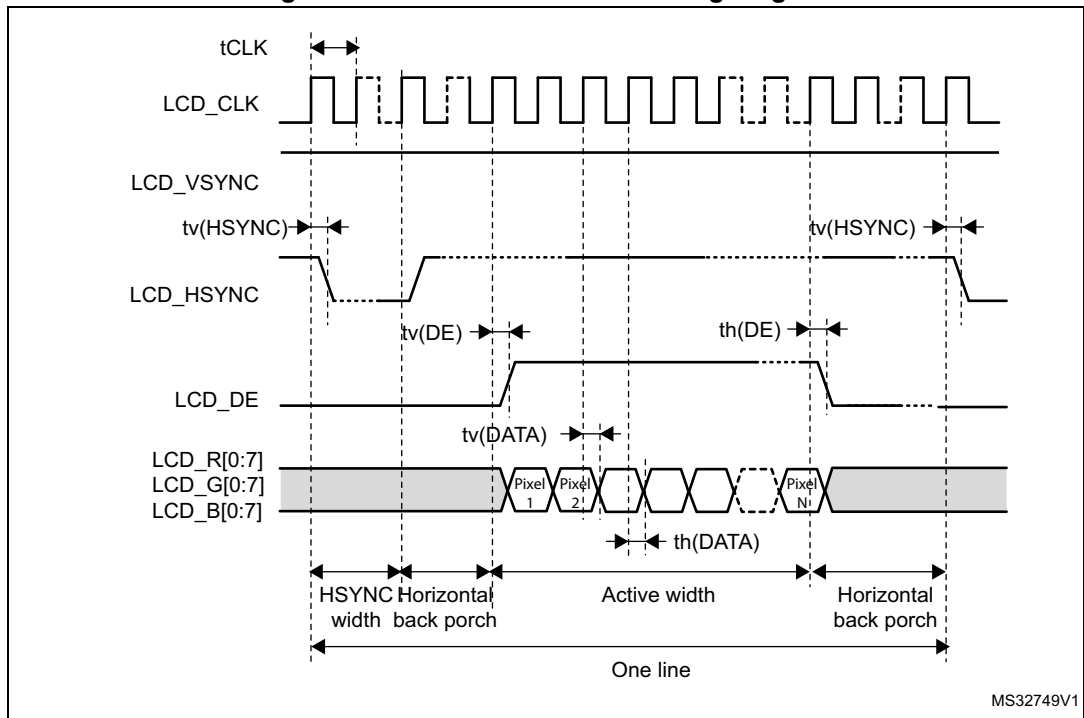 tCLK
LCD_CLK
LCD_VSYNC
tv(HSYNC)
tv(HSYNC)
LCD_HSYNC
tv(DE)
th(DE)
LCD_DE
tv(DATA)
LCD_R[0:7]
LCD_G[0:7]
LCD_B[0:7]
Pixel 1
Pixel 2
Pixel N
th(DATA)
HSYNC width
Horizontal back porch
Active width
Horizontal back porch
One line
MS32749V1